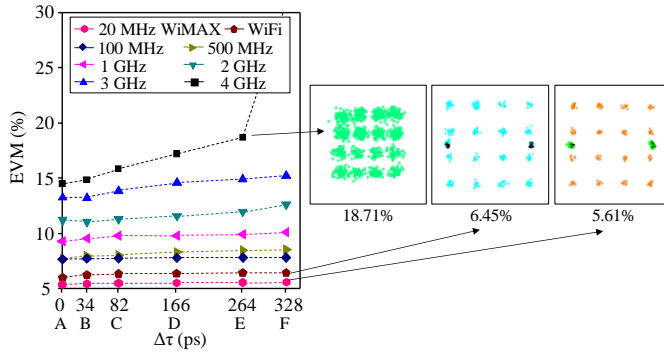 30
25
20
15
10
5
EVM (%)
20 MHz WiMAX WiFi
100 MHz 500 MHz
1 GHz 2 GHz
3 GHz 4 GHz
18.71% 6.45% 5.61%
0 34 82 166 264 328
A B C D E F
Δτ (ps)